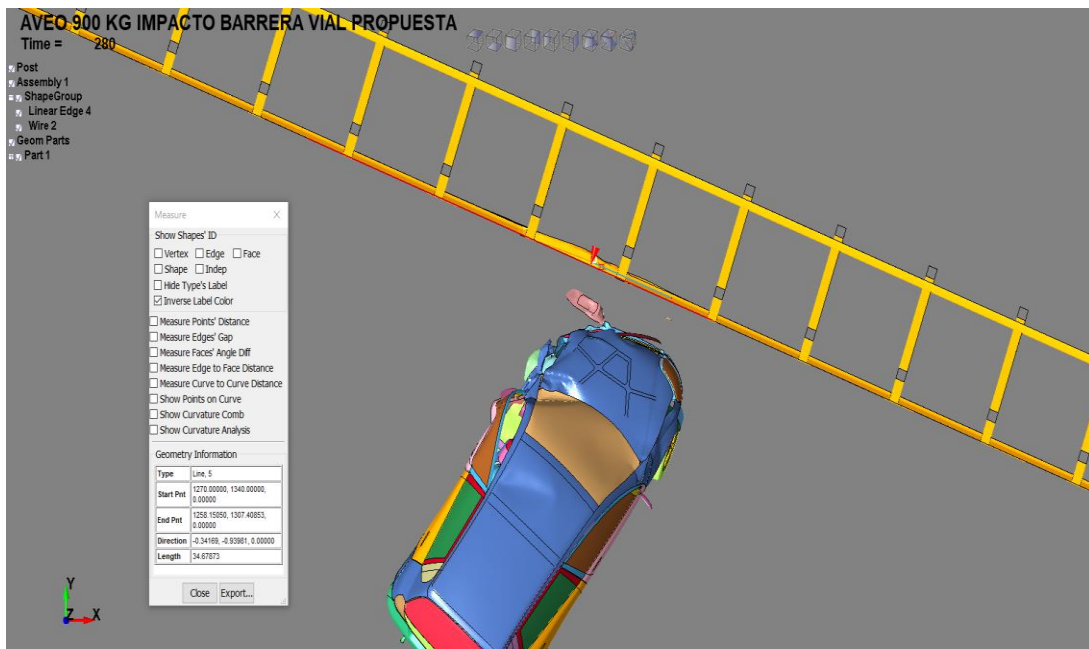 AVEO 900 KG IMPACTO BARRERA VIAL PROPUESTA
Time = 280
Post
Assembly 1
ShapeGroup
Linear Edge 4
Wire 2
Geom Parts
Part 1
Measure X
Show Shapes' ID
Vertex Edge Face
Shape Indep
Hide Type's Label
Inverse Label Color
Measure Points' Distance
Measure Edges' Gap
Measure Faces' Angle Diff
Measure Edge to Face Distance
Measure Curve to Curve Distance
Show Points on Curve
Show Curvature Comb
Show Curvature Analysis
Geometry Information
Type Line, 5
Start Pnt 1270.00000, 1340.00000,
0.00000
End Pnt 1258.15050, 1307.40853,
0.00000
Direction -0.34169, -0.93981, 0.00000
Length 34.67873
Close Export...
Y
Z X